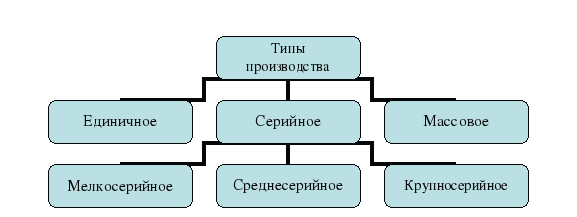 Типы
производства
Единичное
Серийное
Массовое
Мелкосерийное
Среднесерийное
Крупносерийное